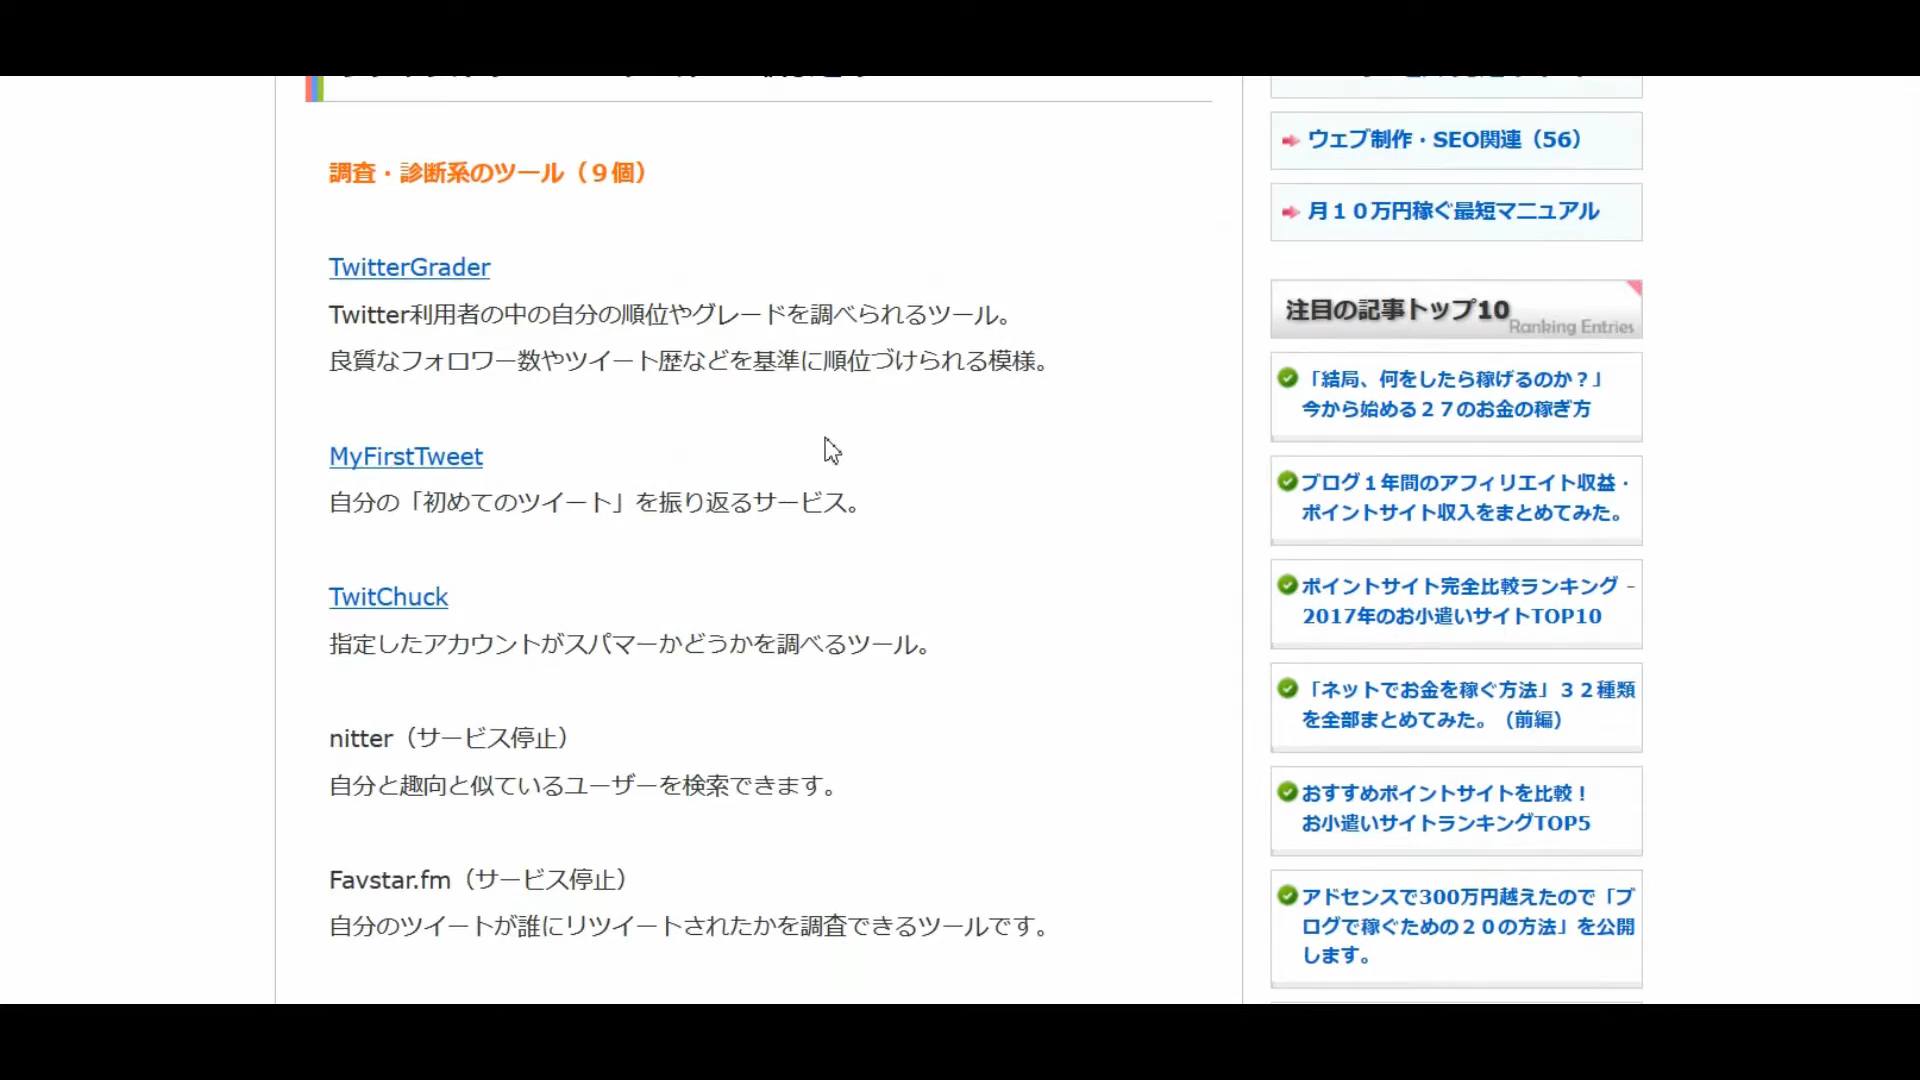 調査・診断系のツール（９個）
TwitterGrader
Twitter利用者の中の自分の順位やグレードを調べられるツール。
良質なフォロワー数やツイート歴などを基準に順位づけられる模様。
MyFirstTweet
自分の「初めてのツイート」を振り返るサービス。
TwitChuck
指定したアカウントがスパマーかどうかを調べるツール。
nitter（サービス停止）
自分と趣向と似ているユーザーを検索できます。
Favstar.fm（サービス停止）
自分のツイートが誰にリツイートされたかを調査できるツールです。
ウェブ制作・SEO関連（56）
月１０万円稼ぐ最短マニュアル
注目の記事トップ10
Ranking Entries
「結局、何をしたら稼げるのか？」
今から始める２７のお金の稼ぎ方
ブログ１年間のアフィリエイト収益・
ポイントサイト収入をまとめてみた。
ポイントサイト完全比較ランキング -
2017年のお小遣いサイトTOP10
「ネットでお金を稼ぐ方法」３２種類
を全部まとめてみた。（前編）
おすすめポイントサイトを比較！
お小遣いサイトランキングTOP5
アドセンスで300万円越えたので「ブ
ログで稼ぐための２０の方法」を公開
します。